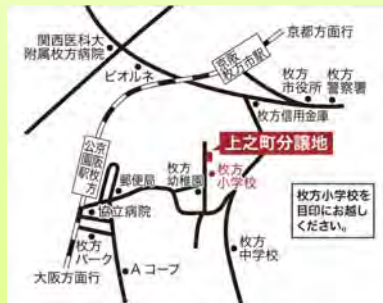 関西医科大
附属枚方病院
ビオルネ
京阪
枚方市駅
京都方面行
枚方
市役所
枚方
警察署
枚方信用金庫
上之町分譲地
枚方
小学校
京阪枚方
公園駅
郵便局
枚方
幼稚園
協立病院
枚方
パーク
大阪方面行
Aコープ
枚方
中学校
枚方小学校を
目印にお越し
ください。